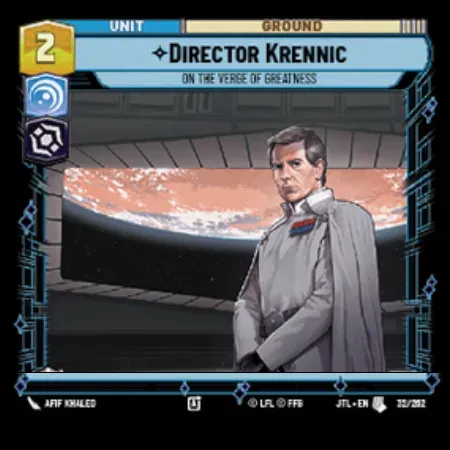 UNIT GROUND
2
DIRECTOR KRENNIC
ON THE VERGE OF GREATNESS
AFIF KHALED © LFL © FFG JTL • EN 32/262